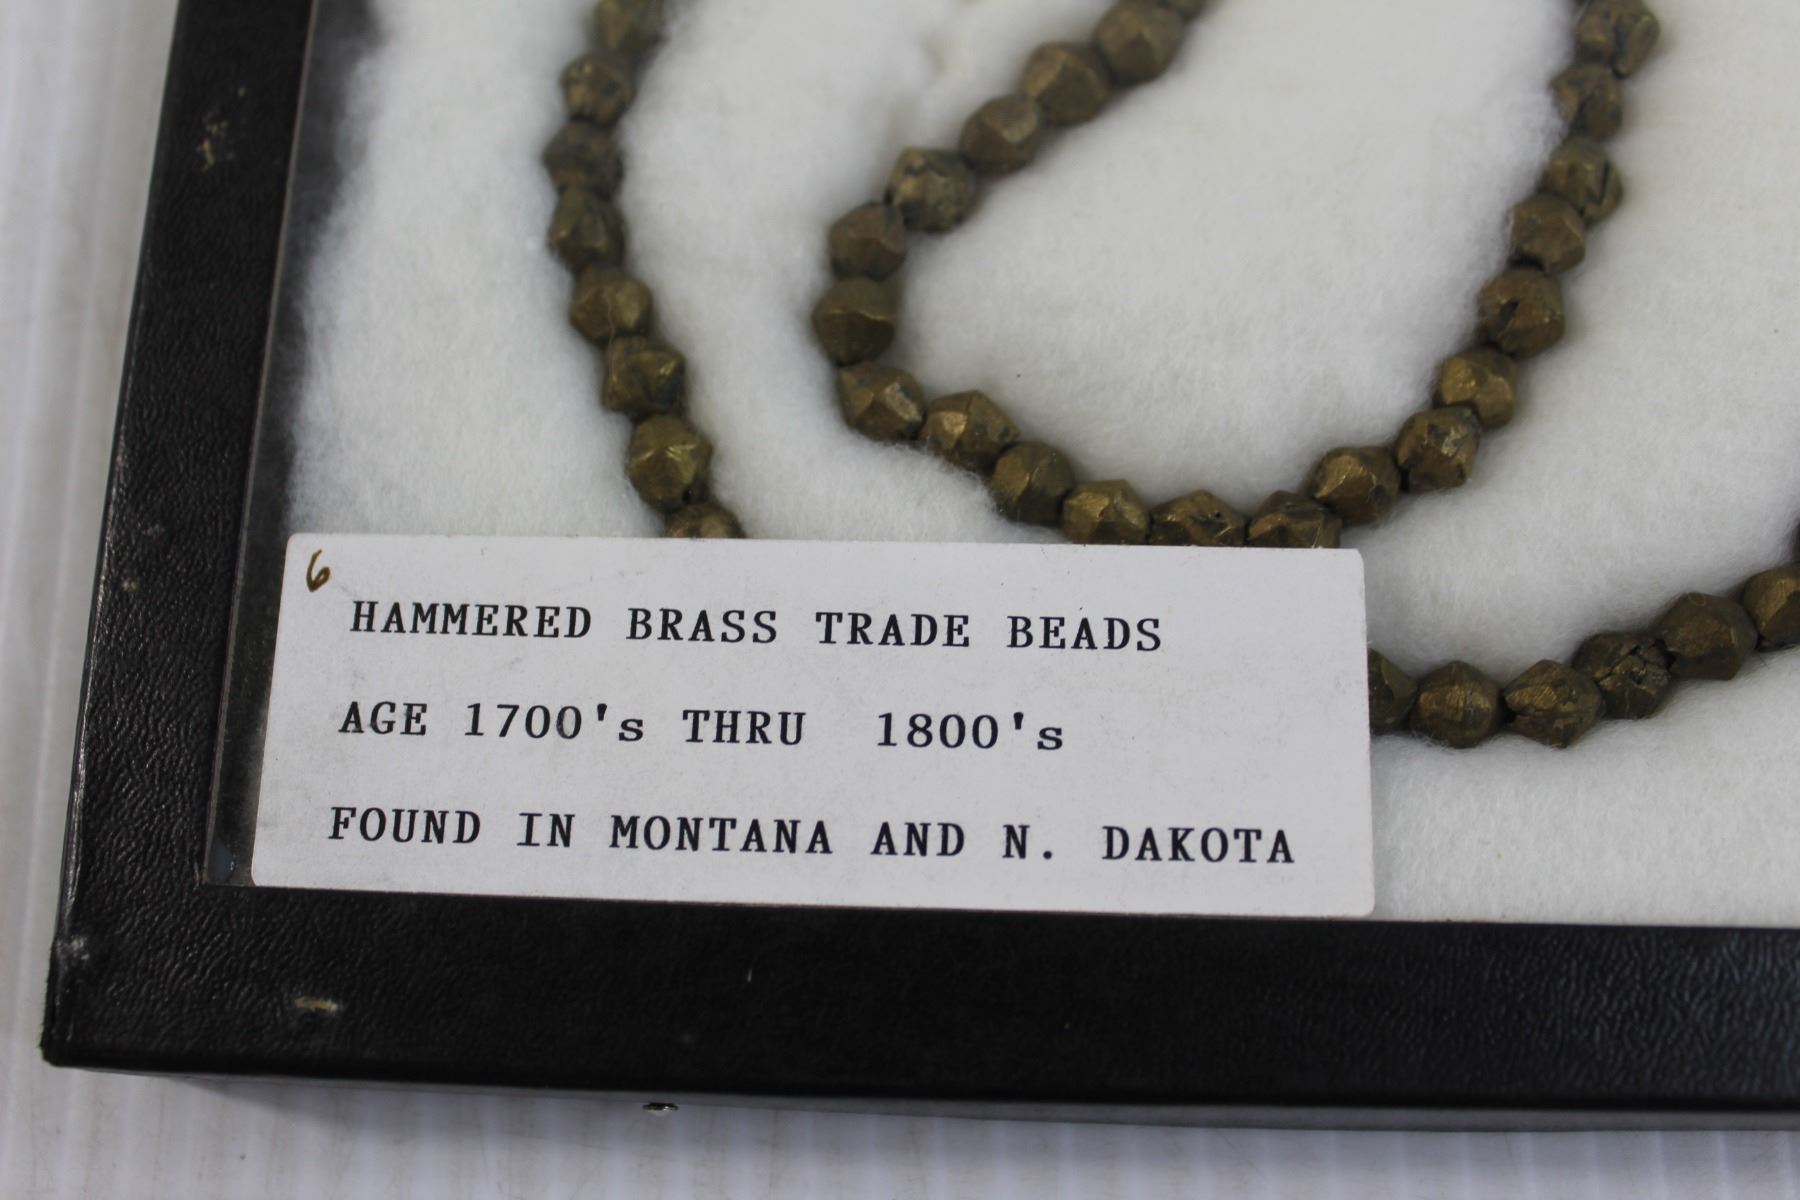 6
HAMMERED BRASS TRADE BEADS
AGE 1700's THRU 1800's
FOUND IN MONTANA AND N. DAKOTA